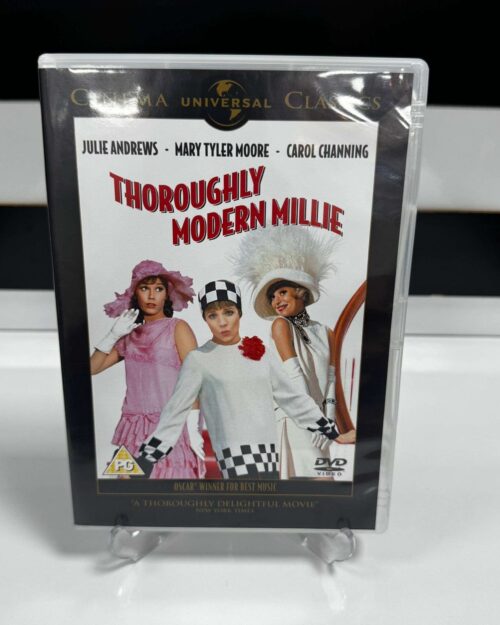 CINEMA UNIVERSAL CLASSICS
JULIE ANDREWS - MARY TYLER MOORE - CAROL CHANNING
THOROUGHLY
MODERN MILLIE
PG
DVD
VIDEO
OSCAR® WINNER FOR BEST MUSIC
"A THOROUGHLY DELIGHTFUL MOVIE"
NEW YORK TIMES